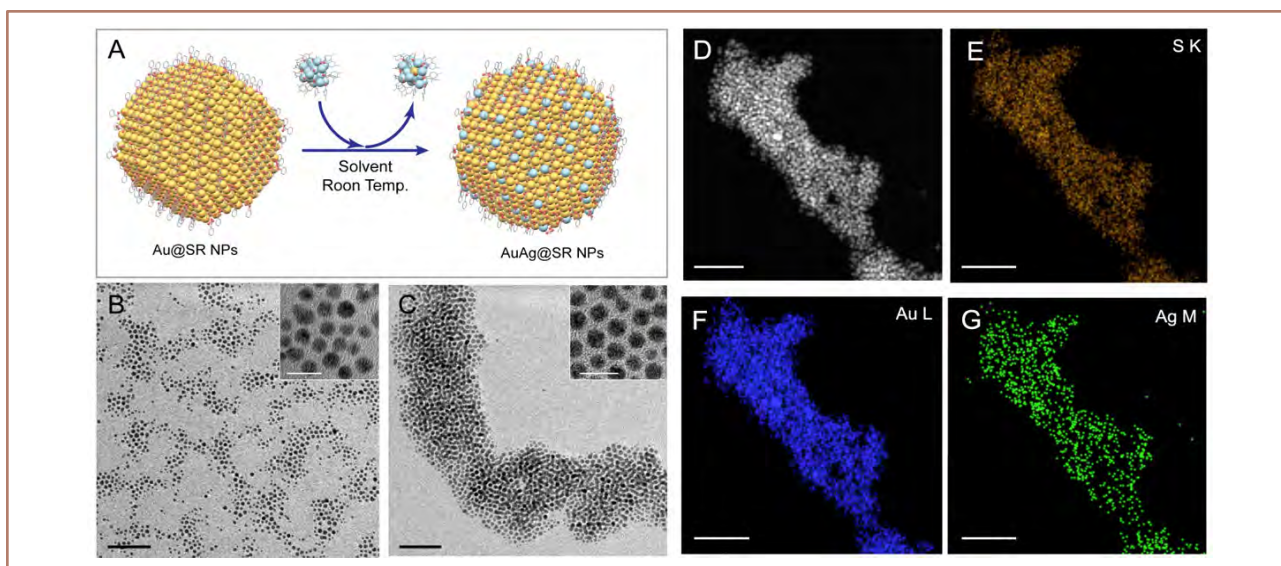 A
Solvent
Roon Temp.
Au@SR NPs
AuAg@SR NPs
B
C
D
E
S K
F
Au L
G
Ag M